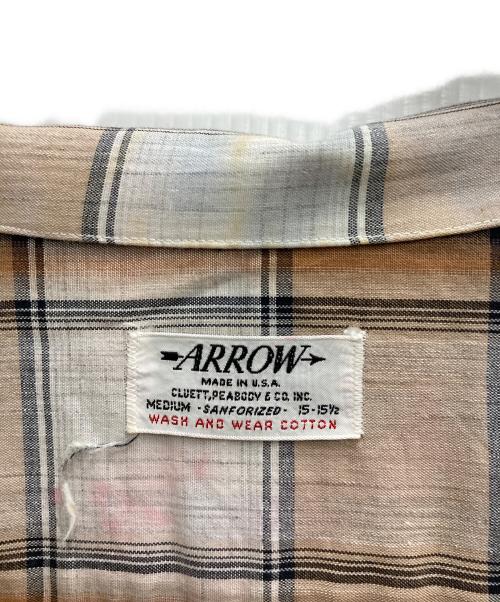 ARROW
MADE IN U.S.A.
CLUETT, PEABODY & CO. INC.
MEDIUM - SANFORIZED - 15-15½
WASH AND WEAR COTTON